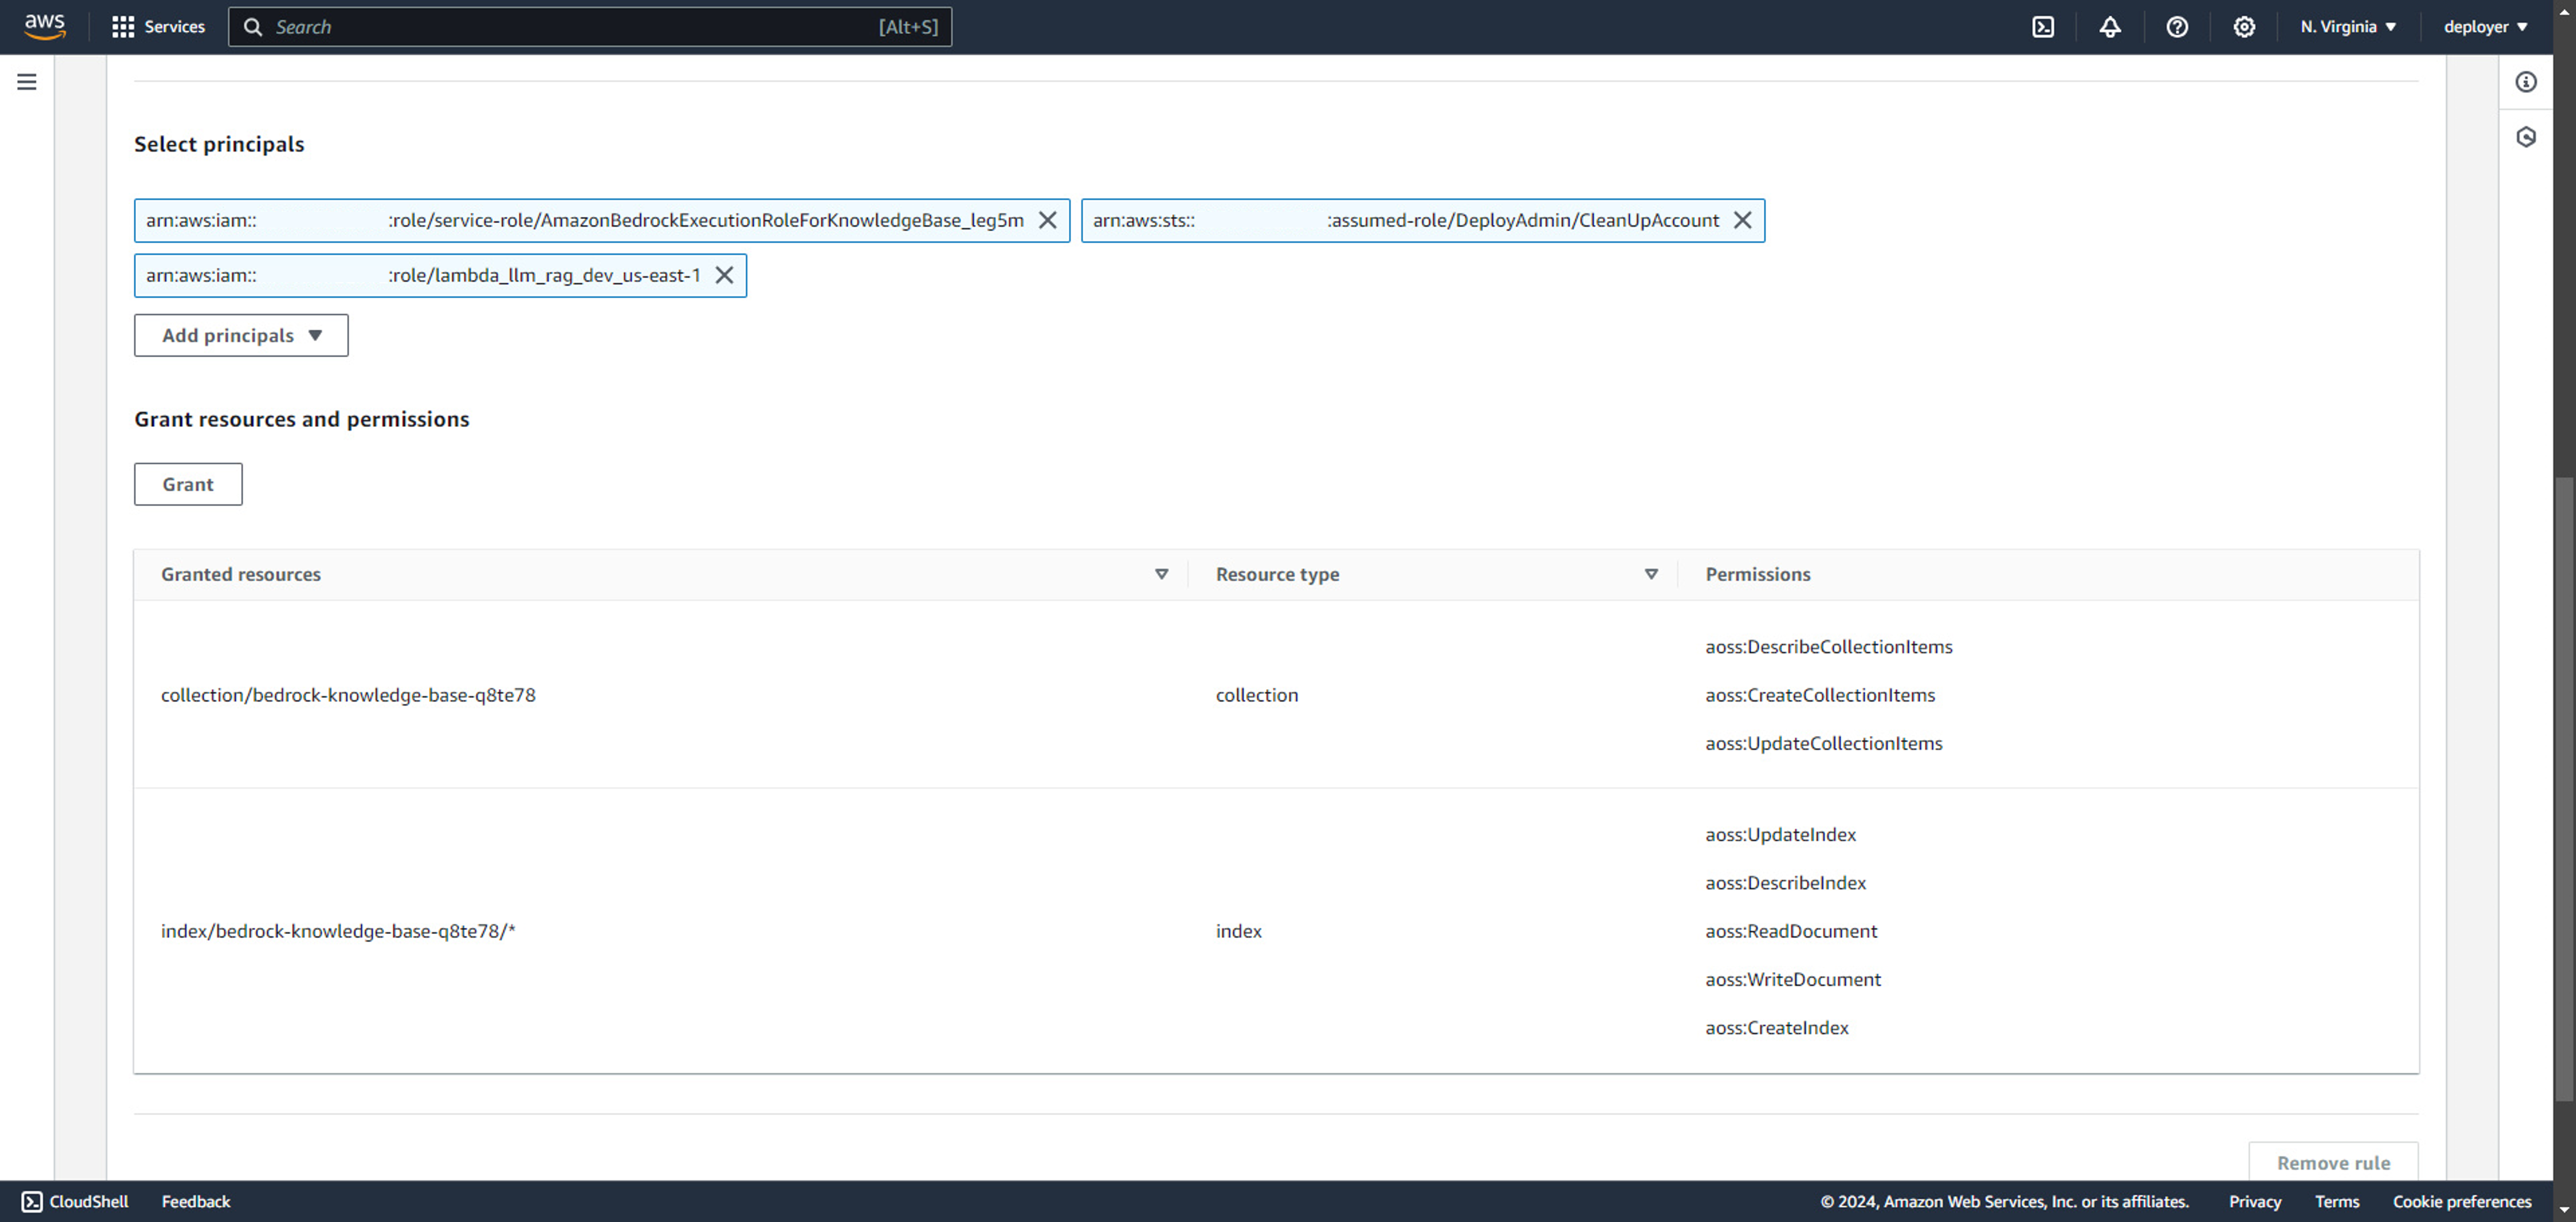 aws Services Search [Alt+S] N. Virginia deployer
Select principals
arn:aws:iam:: :role/service-role/AmazonBedrockExecutionRoleForKnowledgeBase_leg5m arn:aws:sts:: :assumed-role/DeployAdmin/CleanUpAccount
arn:aws:iam:: :role/lambda_llm_rag_dev_us-east-1
Add principals
Grant resources and permissions
Grant
Granted resources Resource type Permissions
aoss:DescribeCollectionItems
collection/bedrock-knowledge-base-q8te78 collection aoss:CreateCollectionItems
aoss:UpdateCollectionItems
aoss:UpdateIndex
aoss:DescribeIndex
index/bedrock-knowledge-base-q8te78/* index aoss:ReadDocument
aoss:WriteDocument
aoss:CreateIndex
Remove rule
CloudShell Feedback © 2024, Amazon Web Services, Inc. or its affiliates. Privacy Terms Cookie preferences